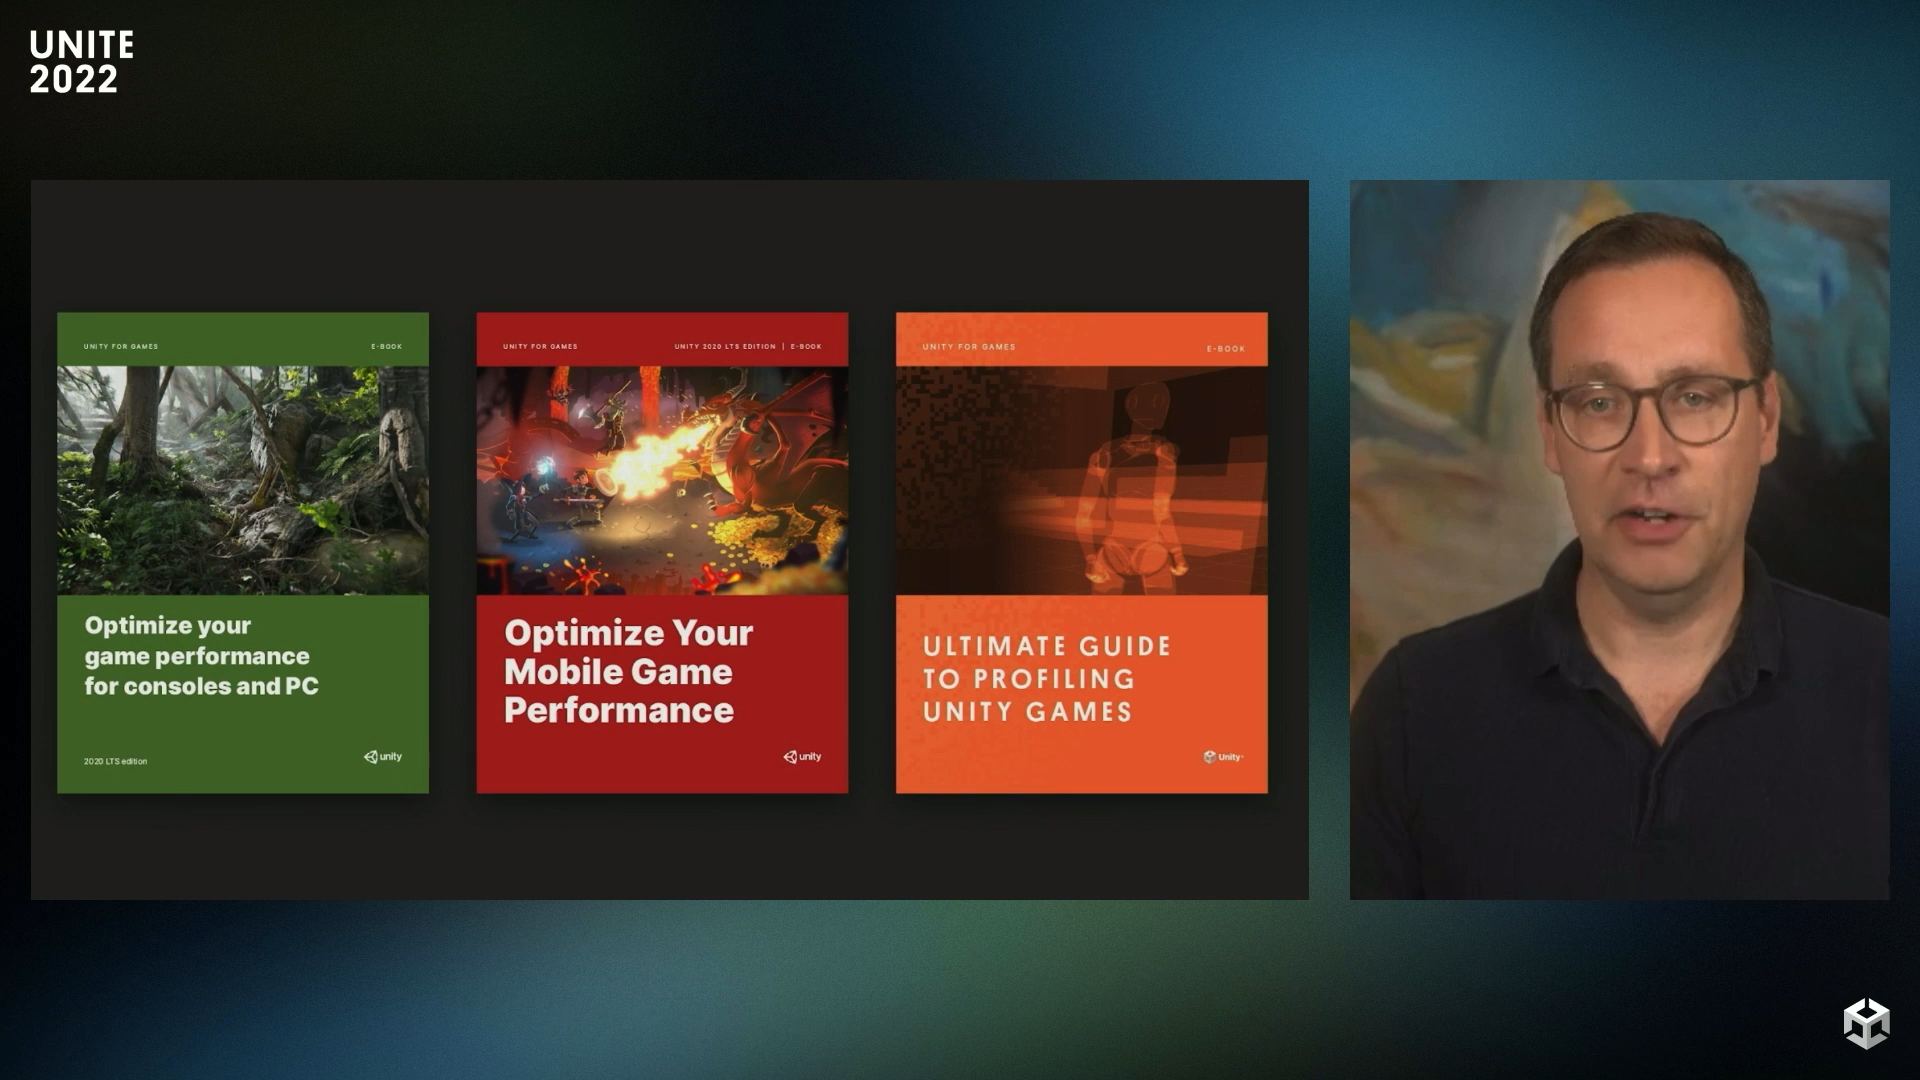 UNITE
2022
UNITY FOR GAMES
E-BOOK
Optimize your
game performance
for consoles and PC
2020 LTS edition
unity
UNITY FOR GAMES
UNITY 2020 LTS EDITION | E-BOOK
Optimize Your
Mobile Game
Performance
unity
UNITY FOR GAMES
E-BOOK
ULTIMATE GUIDE
TO PROFILING
UNITY GAMES
Unity